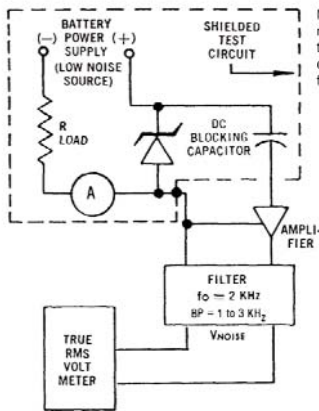 BATTERY
(−) POWER (+)
SUPPLY
(LOW NOISE
SOURCE)
SHIELDED
TEST
CIRCUIT
R
LOAD
DC
BLOCKING
CAPACITOR
A
AMPLI-
FIER
FILTER
fo = 2 KHz
BP = 1 to 3 KHz
VNOISE
TRUE
RMS
VOLT
METER